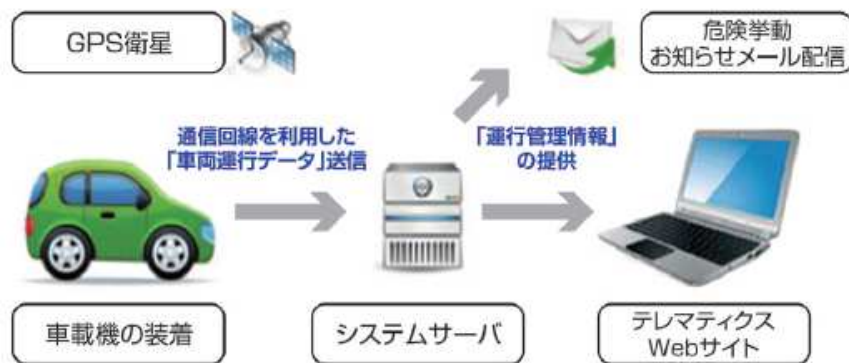 GPS衛星
危険挙動
お知らせメール配信
通信回線を利用した
「車両運行データ」送信
「運行管理情報」
の提供
車載機の装着
システムサーバ
テレマティクス
Webサイト